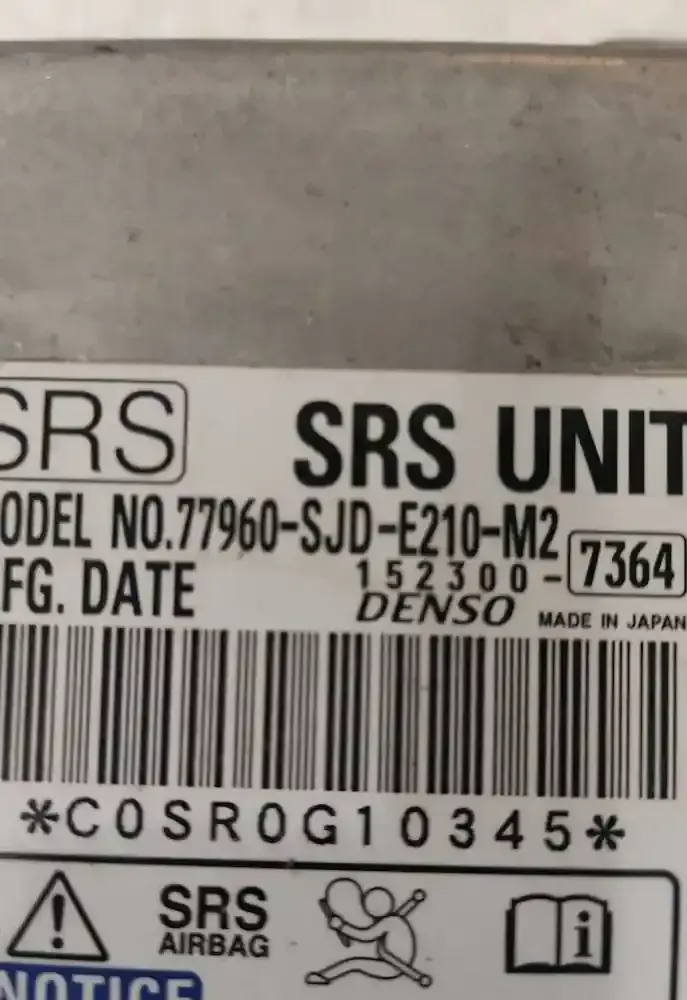 SRS SRS UNIT
ODEL NO.77960-SJD-E210-M2
FG. DATE 152300-7364
DENSO MADE IN JAPAN
*C0SR0G10345*
SRS
AIRBAG
i
NOTICE